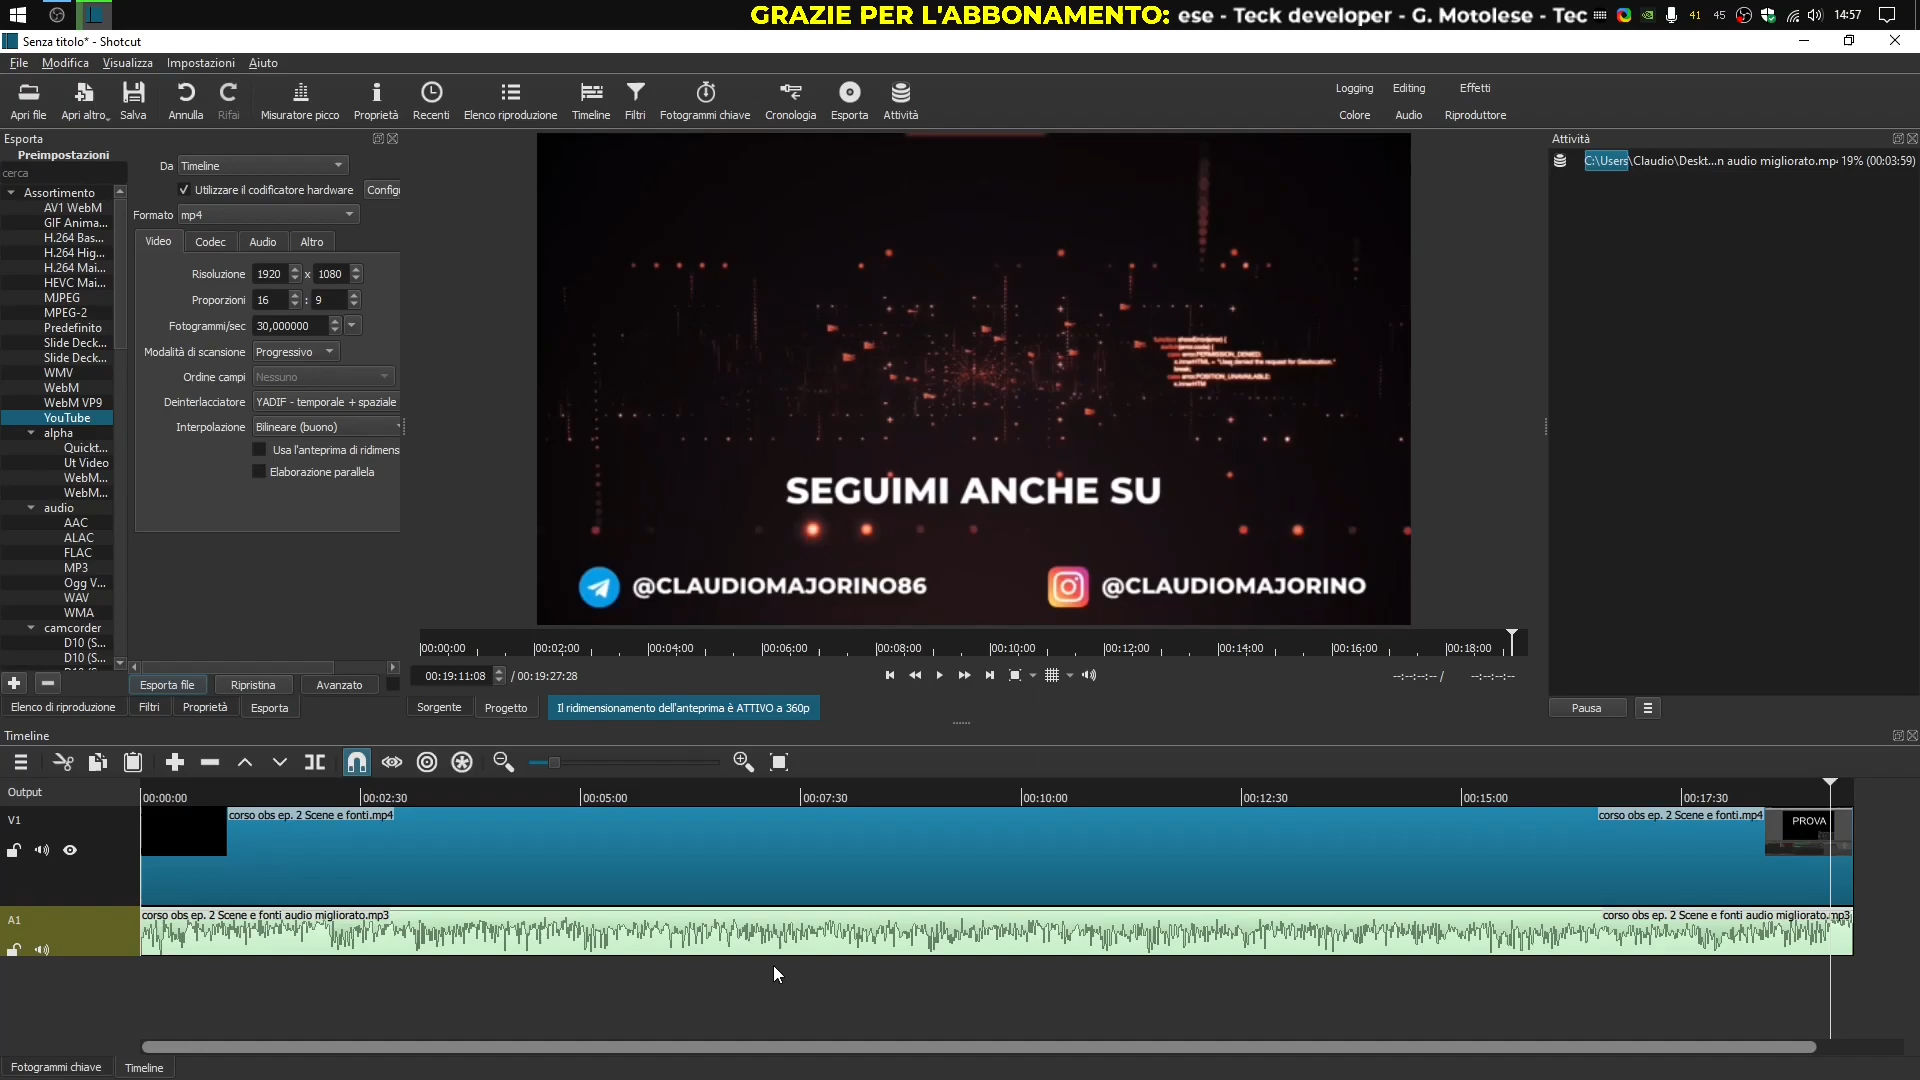 GRAZIE PER L'ABBONAMENTO: ese - Teck developer - G. Motolese - Tec
41 45 14:57
Senza titolo* - Shotcut
File Modifica Visualizza Impostazioni Aiuto
Apri file Apri altro Salva Annulla Rifai Misuratore picco Proprietà Recenti Elenco riproduzione Timeline Filtri Fotogrammi chiave Cronologia Esporta Attività
Logging Editing Effetti
Colore Audio Riproduttore
Esporta
Preimpostazioni
cerca
Assortimento
AV1 WebM
GIF Anima...
H.264 Bas...
H.264 Hig...
H.264 Mai...
HEVC Mai...
MJPEG
MPEG-2
Predefinito
Slide Deck...
Slide Deck...
WMV
WebM
WebM VP9
YouTube
alpha
Quickt...
Ut Video
WebM...
WebM...
audio
AAC
ALAC
FLAC
MP3
Ogg V...
WAV
WMA
camcorder
D10 (S...
D10 (S...
Da Timeline
Utilizzare il codificatore hardware Config
Formato mp4
Video Codec Audio Altro
Risoluzione 1920 x 1080
Proporzioni 16 : 9
Fotogrammi/sec 30,000000
Modalità di scansione Progressivo
Ordine campi Nessuno
Deinterlacciatore YADIF - temporale + spaziale
Interpolazione Bilineare (buono)
Usa l'anteprima di ridimens
Elaborazione parallela
Esporta file Ripristina Avanzato
Elenco di riproduzione Filtri Proprietà Esporta
SEGUIMI ANCHE SU
@CLAUDIOMAJORINO86 @CLAUDIOMAJORINO
00:00:00 00:02:00 00:04:00 00:06:00 00:08:00 00:10:00 00:12:00 00:14:00 00:16:00 00:18:00
00:19:11:08 / 00:19:27:28 --:--:--:-- / --:--:--:--
Sorgente Progetto Il ridimensionamento dell'anteprima è ATTIVO a 360p
Attività
C:\Users\Claudio\Deskt...n audio migliorato.mp4 19% (00:03:59)
Pausa
Timeline
Output
00:00:00 00:02:30 00:05:00 00:07:30 00:10:00 00:12:30 00:15:00 00:17:30
V1
corso obs ep. 2 Scene e fonti.mp4 corso obs ep. 2 Scene e fonti.mp4
PROVA
A1
corso obs ep. 2 Scene e fonti audio migliorato.mp3 corso obs ep. 2 Scene e fonti audio migliorato.mp3
Fotogrammi chiave Timeline